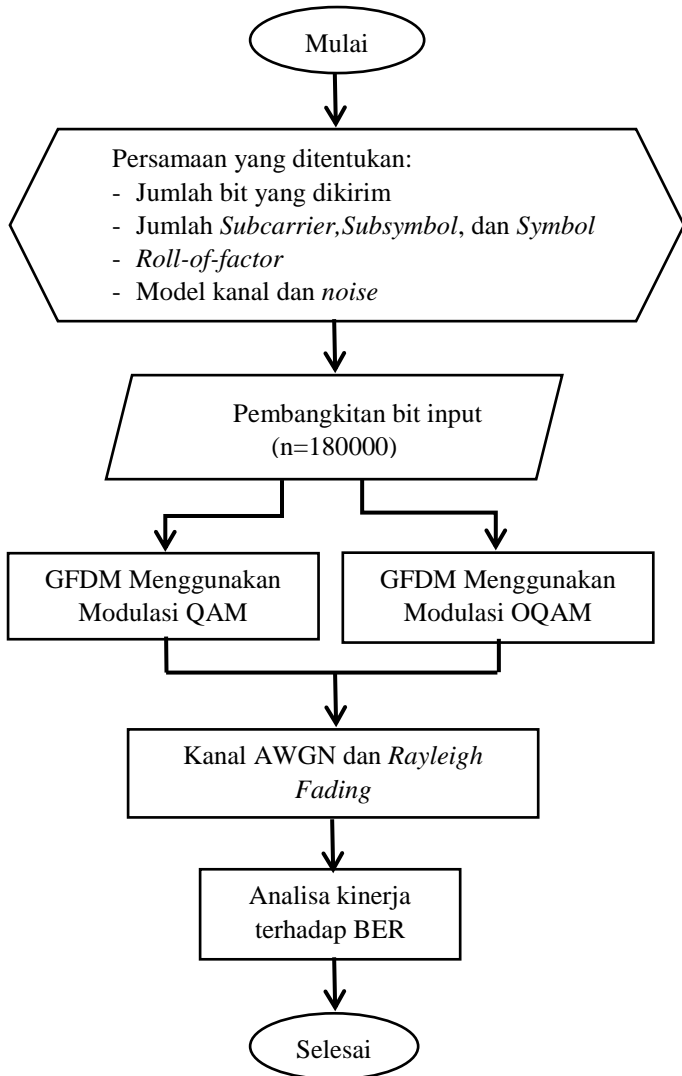 Mulai
Persamaan yang ditentukan:
- Jumlah bit yang dikirim
- Jumlah Subcarrier,Subsymbol, dan Symbol
- Roll-of-factor
- Model kanal dan noise
Pembangkitan bit input
(n=180000)
GFDM Menggunakan
Modulasi QAM
GFDM Menggunakan
Modulasi OQAM
Kanal AWGN dan Rayleigh
Fading
Analisa kinerja
terhadap BER
Selesai